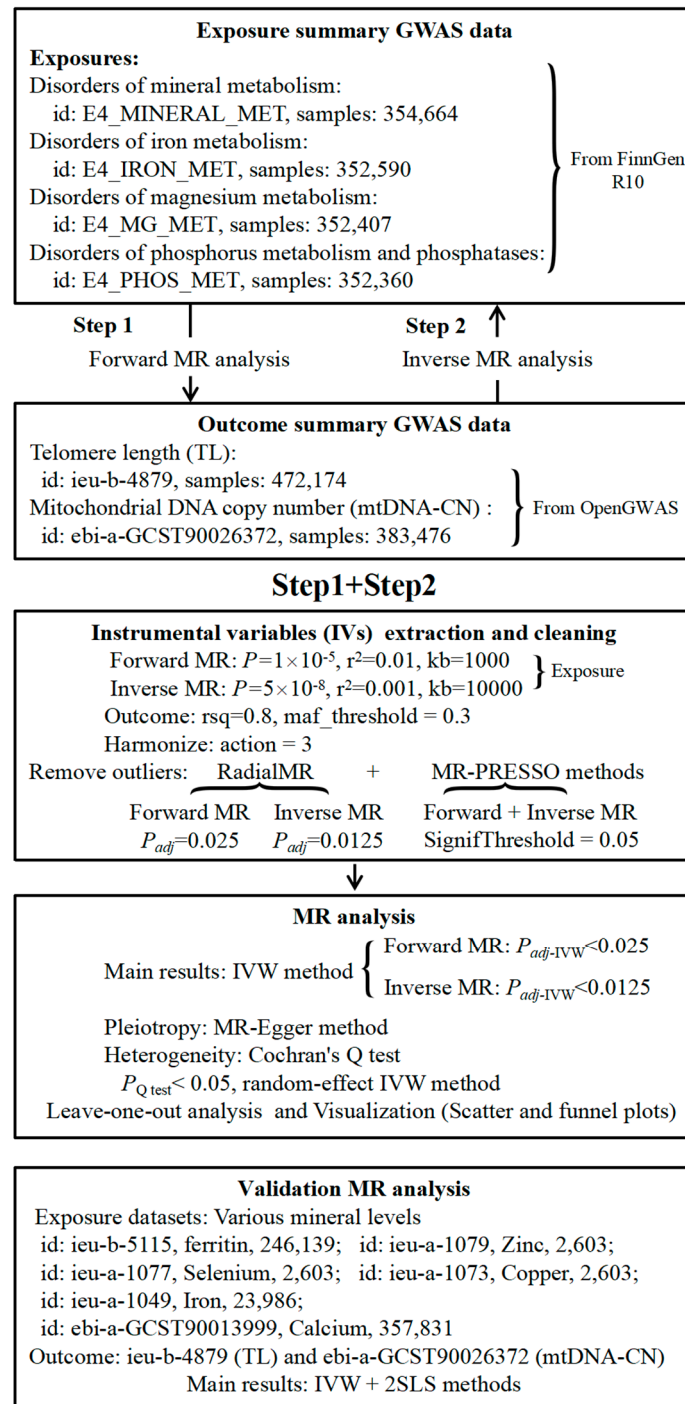 Exposure summary GWAS data
Exposures:
Disorders of mineral metabolism:
id: E4_MINERAL_MET, samples: 354,664
Disorders of iron metabolism:
id: E4_IRON_MET, samples: 352,590
Disorders of magnesium metabolism:
id: E4_MG_MET, samples: 352,407
Disorders of phosphorus metabolism and phosphatases:
id: E4_PHOS_MET, samples: 352,360
From FinnGen
R10
Step 1
Forward MR analysis
Step 2
Inverse MR analysis
Outcome summary GWAS data
Telomere length (TL):
id: ieu-b-4879, samples: 472,174
Mitochondrial DNA copy number (mtDNA-CN) :
id: ebi-a-GCST90026372, samples: 383,476
From OpenGWAS
Step1+Step2
Instrumental variables (IVs) extraction and cleaning
Forward MR: P=1×10⁻⁵, r²=0.01, kb=1000
Inverse MR: P=5×10⁻⁸, r²=0.001, kb=10000
Exposure
Outcome: rsq=0.8, maf_threshold = 0.3
Harmonize: action = 3
Remove outliers: RadialMR + MR-PRESSO methods
Forward MR Inverse MR Forward + Inverse MR
Padj=0.025 Padj=0.0125 SignifThreshold = 0.05
MR analysis
Main results: IVW method
Forward MR: Padj-IVW<0.025
Inverse MR: Padj-IVW<0.0125
Pleiotropy: MR-Egger method
Heterogeneity: Cochran's Q test
PQ test< 0.05, random-effect IVW method
Leave-one-out analysis and Visualization (Scatter and funnel plots)
Validation MR analysis
Exposure datasets: Various mineral levels
id: ieu-b-5115, ferritin, 246,139; id: ieu-a-1079, Zinc, 2,603;
id: ieu-a-1077, Selenium, 2,603; id: ieu-a-1073, Copper, 2,603;
id: ieu-a-1049, Iron, 23,986;
id: ebi-a-GCST90013999, Calcium, 357,831
Outcome: ieu-b-4879 (TL) and ebi-a-GCST90026372 (mtDNA-CN)
Main results: IVW + 2SLS methods